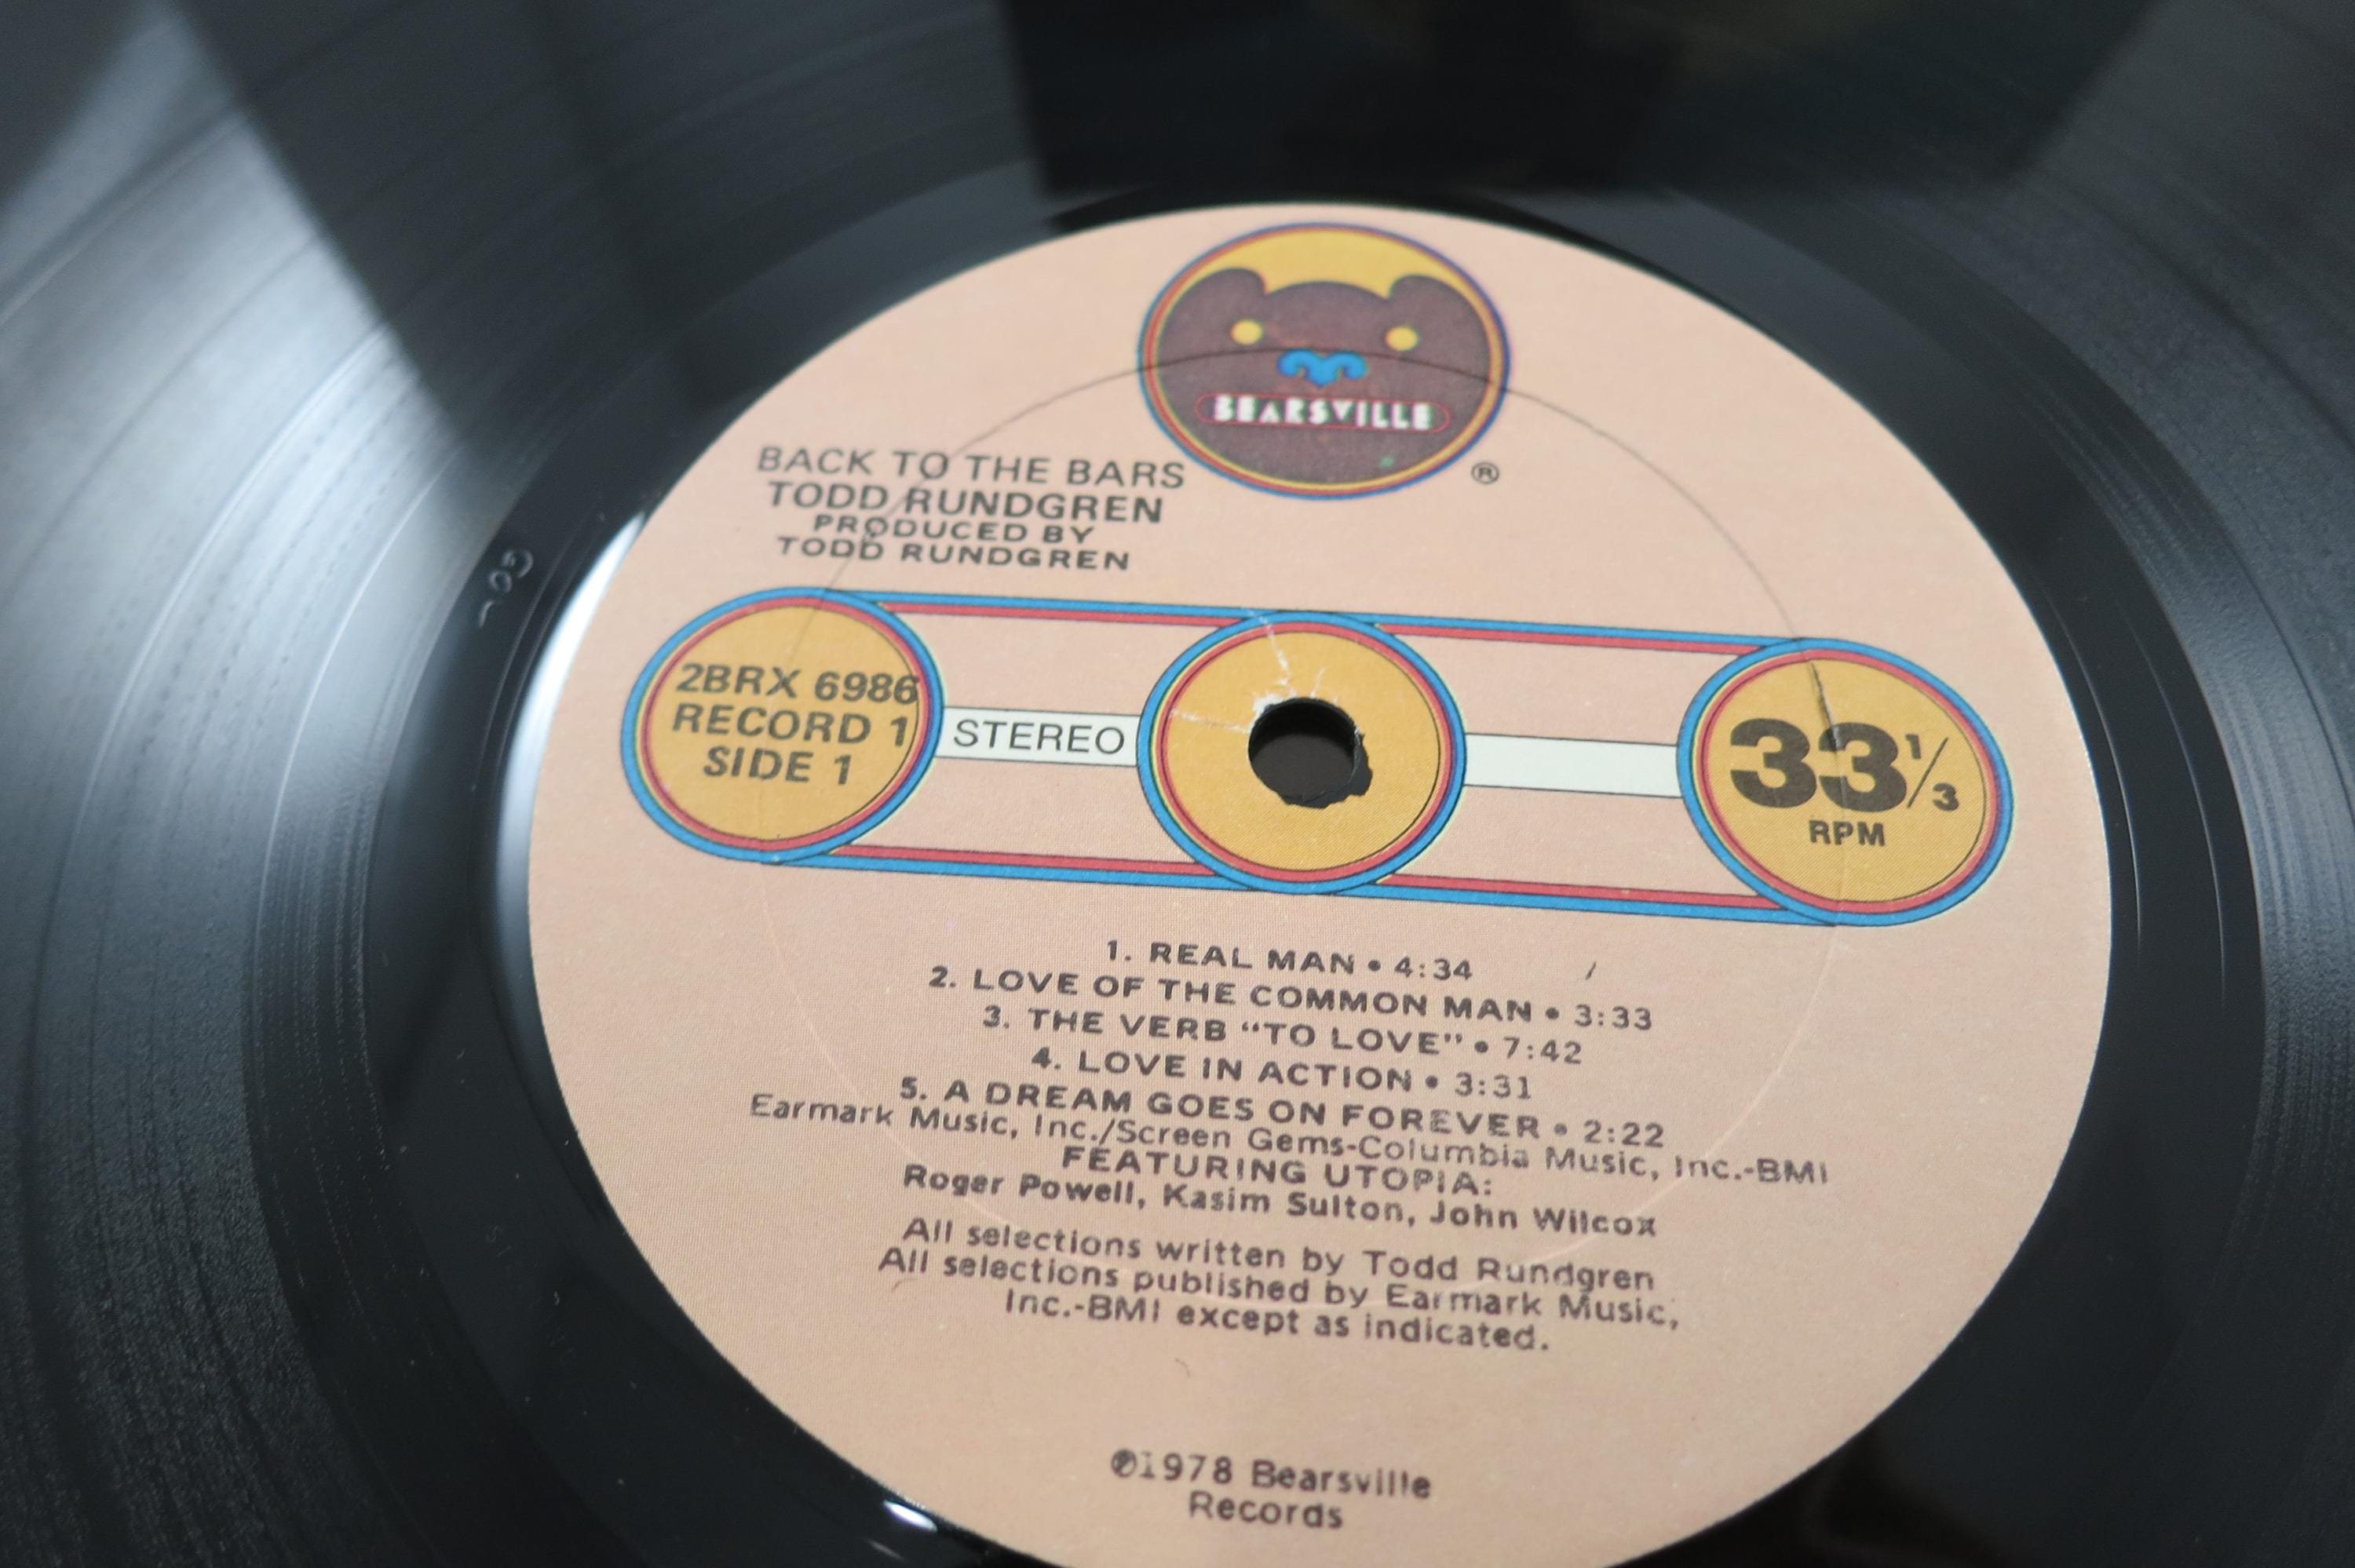 BEARSVILLE
®
BACK TO THE BARS
TODD RUNDGREN
PRODUCED BY
TODD RUNDGREN
2BRX 6986
RECORD 1
SIDE 1
STEREO
33 1/3
RPM
1. REAL MAN • 4:34
2. LOVE OF THE COMMON MAN • 3:33
3. THE VERB “TO LOVE” • 7:42
4. LOVE IN ACTION • 3:31
5. A DREAM GOES ON FOREVER • 2:22
Earmark Music, Inc./Screen Gems-Columbia Music, Inc.-BMI
FEATURING UTOPIA:
Roger Powell, Kasim Sulton, John Wilcox
All selections written by Todd Rundgren
All selections published by Earmark Music,
Inc.-BMI except as indicated.
℗1978 Bearsville
Records